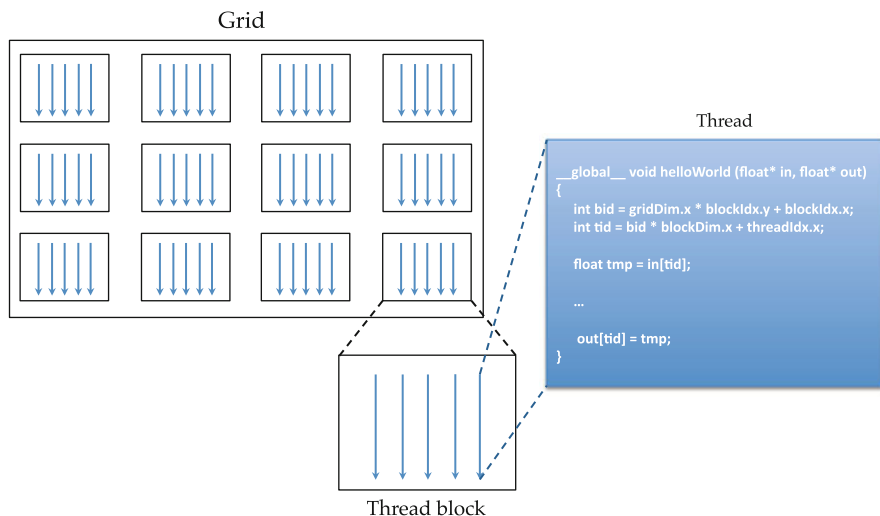 Grid
Thread
__global__ void helloWorld (float* in, float* out)
{
int bid = gridDim.x * blockIdx.y + blockIdx.x;
int tid = bid * blockDim.x + threadIdx.x;
float tmp = in[tid];
…
out[tid] = tmp;
}
Thread block